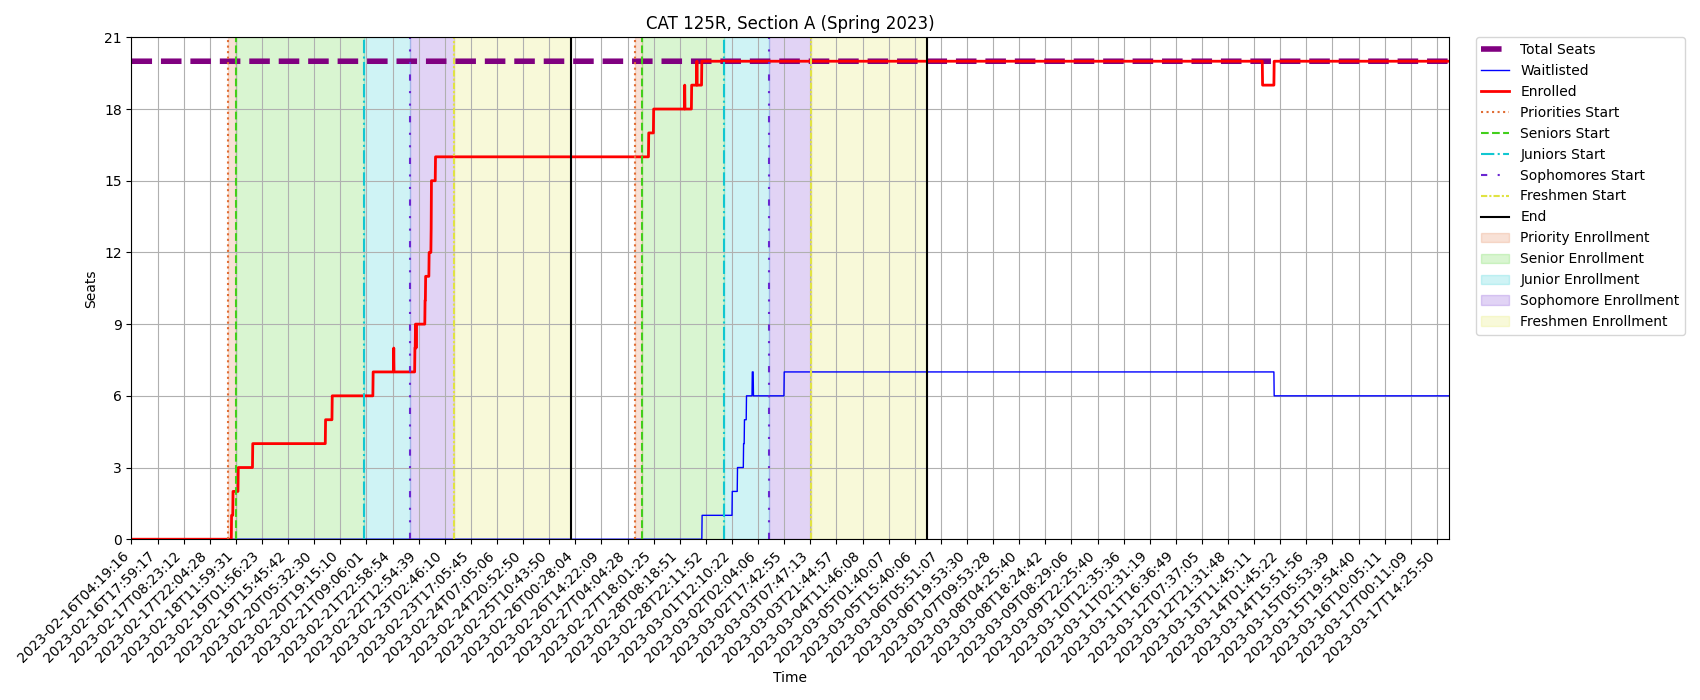 CAT 125R, Section A (Spring 2023)
21
18
15
12
9
6
3
0
Seats
2023-02-16T04:19:16
2023-02-16T17:59:17
2023-02-17T08:23:12
2023-02-17T22:04:28
2023-02-18T11:59:31
2023-02-19T01:56:23
2023-02-19T15:45:42
2023-02-20T05:32:30
2023-02-20T19:15:10
2023-02-21T09:06:01
2023-02-21T22:58:54
2023-02-22T12:54:39
2023-02-23T02:46:10
2023-02-23T17:05:45
2023-02-24T07:05:06
2023-02-24T20:52:50
2023-02-25T10:43:50
2023-02-26T00:28:04
2023-02-26T14:22:09
2023-02-27T04:04:28
2023-02-27T18:01:25
2023-02-28T08:18:51
2023-02-28T22:11:52
2023-03-01T12:10:22
2023-03-02T02:04:06
2023-03-02T17:42:55
2023-03-03T07:47:13
2023-03-03T21:44:57
2023-03-04T11:46:08
2023-03-05T01:40:07
2023-03-05T15:40:06
2023-03-06T05:51:07
2023-03-06T19:53:30
2023-03-07T09:53:28
2023-03-08T04:25:40
2023-03-08T18:24:42
2023-03-09T08:29:06
2023-03-09T22:25:40
2023-03-10T12:35:36
2023-03-11T02:31:19
2023-03-11T16:36:49
2023-03-12T07:37:05
2023-03-12T21:31:48
2023-03-13T11:45:11
2023-03-14T01:45:22
2023-03-14T15:51:56
2023-03-15T05:53:39
2023-03-15T19:54:40
2023-03-16T10:05:11
2023-03-17T00:11:09
2023-03-17T14:25:50
Time
Total Seats
Waitlisted
Enrolled
Priorities Start
Seniors Start
Juniors Start
Sophomores Start
Freshmen Start
End
Priority Enrollment
Senior Enrollment
Junior Enrollment
Sophomore Enrollment
Freshmen Enrollment